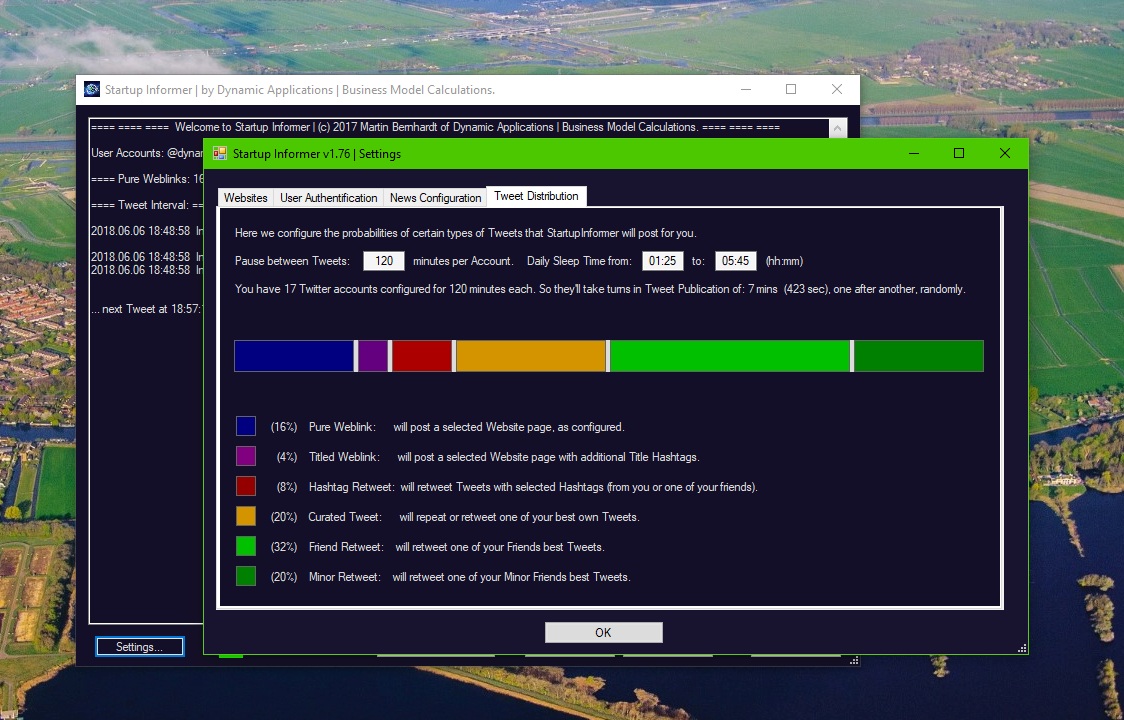 Startup Informer | by Dynamic Applications | Business Model Calculations.
==== ==== ==== Welcome to Startup Informer | (c) 2017 Martin Bernhardt of Dynamic Applications | Business Model Calculations. ==== ==== ====
User Accounts:
==== Pure Weblinks:
==== Tweet Interval: ==
2018.06.06 18:48:58
2018.06.06 18:48:58
2018.06.06 18:48:58
... next Tweet at 18:57:
Settings...
Startup Informer v1.76 | Settings
Websites User Authentification News Configuration Tweet Distribution
Here we configure the probabilities of certain types of Tweets that StartupInformer will post for you.
Pause between Tweets: 120 minutes per Account. Daily Sleep Time from: 01:25 to: 05:45 (hh:mm)
You have 17 Twitter accounts configured for 120 minutes each. So they'll take turns in Tweet Publication of: 7 mins (423 sec), one after another, randomly.
(16%) Pure Weblink: will post a selected Website page, as configured.
(4%) Titled Weblink: will post a selected Website page with additional Title Hashtags.
(8%) Hashtag Retweet: will retweet Tweets with selected Hashtags (from you or one of your friends).
(20%) Curated Tweet: will repeat or retweet one of your best own Tweets.
(32%) Friend Retweet: will retweet one of your Friends best Tweets.
(20%) Minor Retweet: will retweet one of your Minor Friends best Tweets.
OK